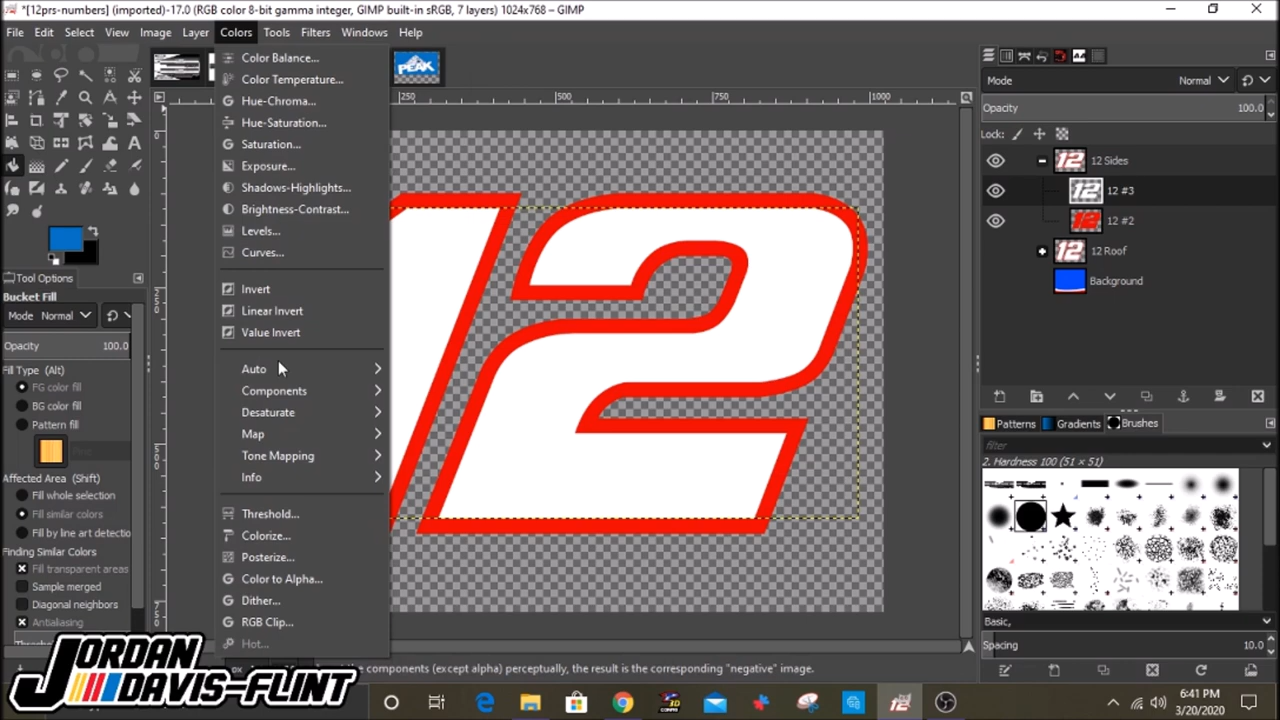 *[12prs-numbers] (imported)-17.0 (RGB color 8-bit gamma integer, GIMP built-in sRGB, 7 layers) 1024x768 – GIMP
File Edit Select View Image Layer Colors Tools Filters Windows Help
PEAK
Color Balance...
Color Temperature...
Hue-Chroma...
Hue-Saturation...
Saturation...
Exposure...
Shadows-Highlights...
Brightness-Contrast...
Levels...
Curves...
Invert
Linear Invert
Value Invert
Auto
Components
Desaturate
Map
Tone Mapping
Info
Threshold...
Colorize...
Posterize...
Color to Alpha...
Dither...
RGB Clip...
Hot...
250 500 750 1000
12
Tool Options
Bucket Fill
Mode Normal
Opacity 100.0
Fill Type (Alt)
FG color fill
BG color fill
Pattern fill
Affected Area (Shift)
Fill whole selection
Fill similar colors
Fill by line art detectio
Finding Similar Colors
Fill transparent areas
Sample merged
Diagonal neighbors
Antialiasing
Mode Normal
Opacity 100.0
Lock:
12 Sides
12 #3
12 #2
12 Roof
Background
Patterns Gradients Brushes
filter
2. Hardness 100 (51 × 51)
Basic,
Spacing 10.0
the components (except alpha) perceptually, the result is the corresponding "negative" image.
JORDAN
DAVIS-FLINT
6:41 PM
3/20/2020